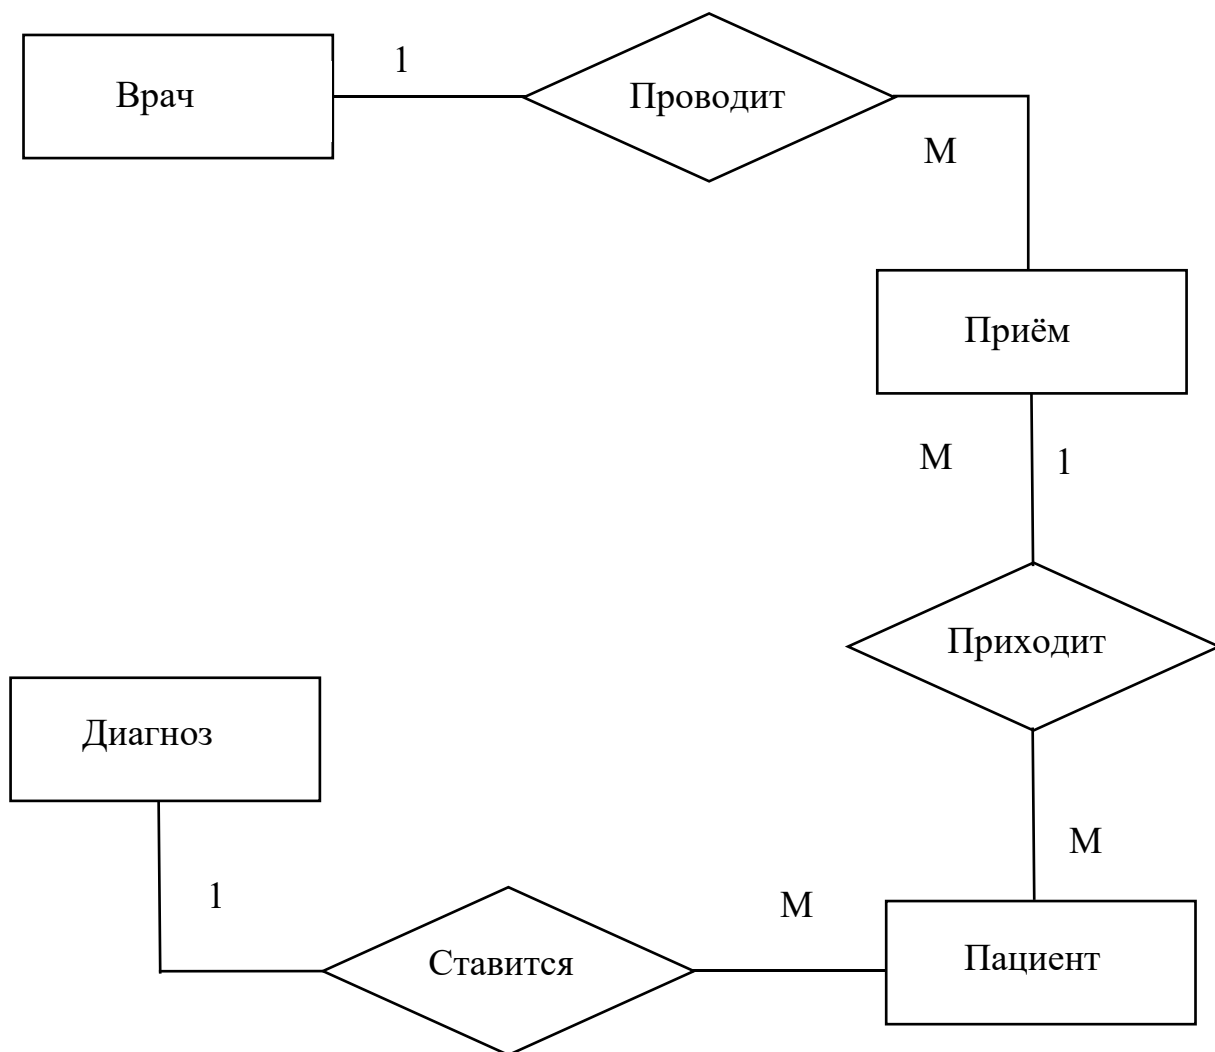 1
Врач
Проводит
М
Приём
М
1
Приходит
Диагноз
М
1
М
Ставится
Пациент